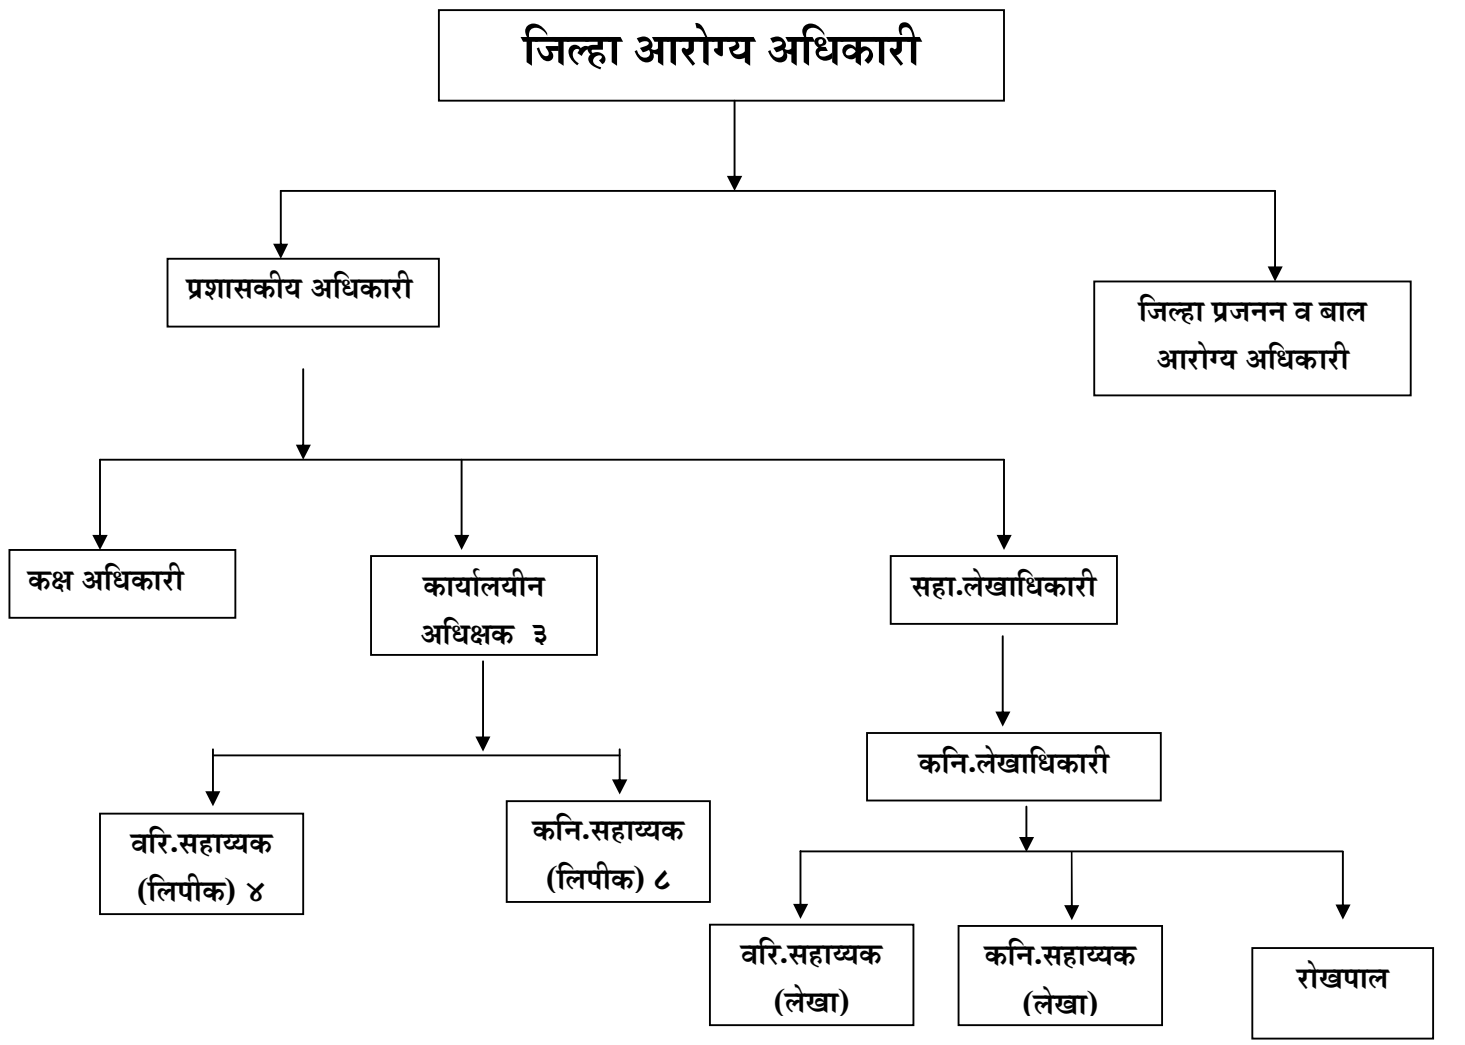 जिल्हा आरोग्य अधिकारी
प्रशासकीय अधिकारी
जिल्हा प्रजनन व बाल
आरोग्य अधिकारी
कक्ष अधिकारी
कार्यालयीन
अधिक्षक ३
सहा.लेखाधिकारी
कनि.लेखाधिकारी
वरि.सहाय्यक
(लिपीक) ४
कनि.सहाय्यक
(लिपीक) ८
वरि.सहाय्यक
(लेखा)
कनि.सहाय्यक
(लेखा)
रोखपाल